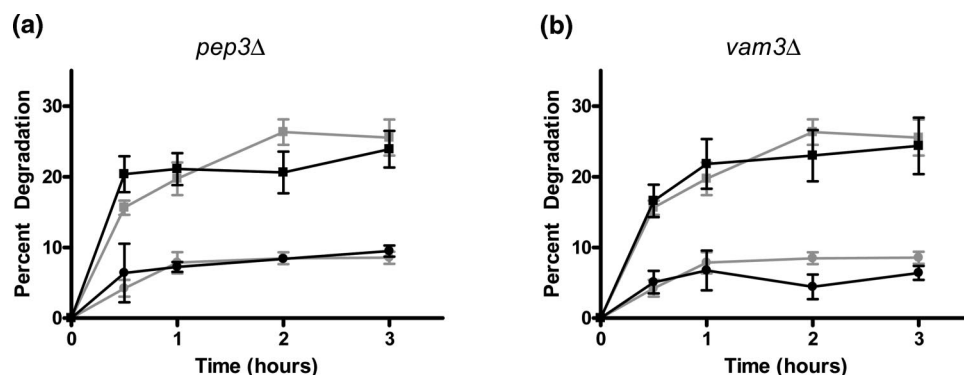 (a)
pep3Δ
Percent Degradation
30
20
10
0
0 1 2 3
Time (hours)
(b)
vam3Δ
Percent Degradation
30
20
10
0
0 1 2 3
Time (hours)